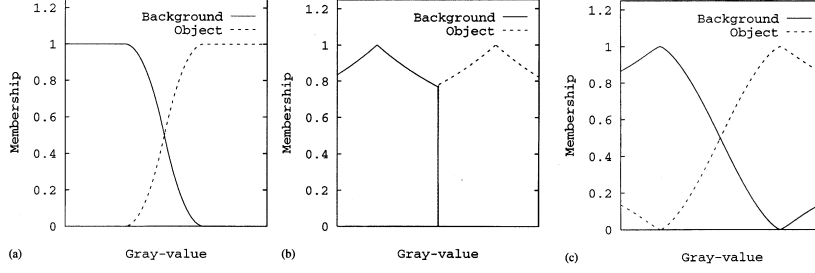 1.2
1
0.8
0.6
0.4
0.2
0
Membership
Background
Object
(a)
Gray-value
1.2
1
0.8
0.6
0.4
0.2
0
Membership
Background
Object
(b)
Gray-value
1.2
1
0.8
0.6
0.4
0.2
0
Membership
Background
Object
(c)
Gray-value